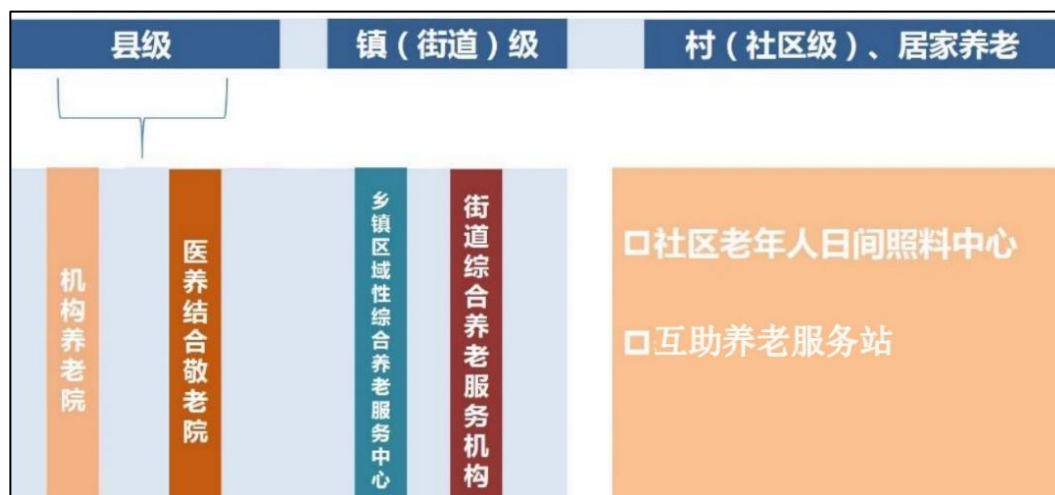 县级
镇（街道）级
村（社区级）、居家养老
机构养老院
医养结合敬老院
乡镇区域性综合养老服务中心
街道综合养老服务机构
口社区老年人日间照料中心
口互助养老服务站